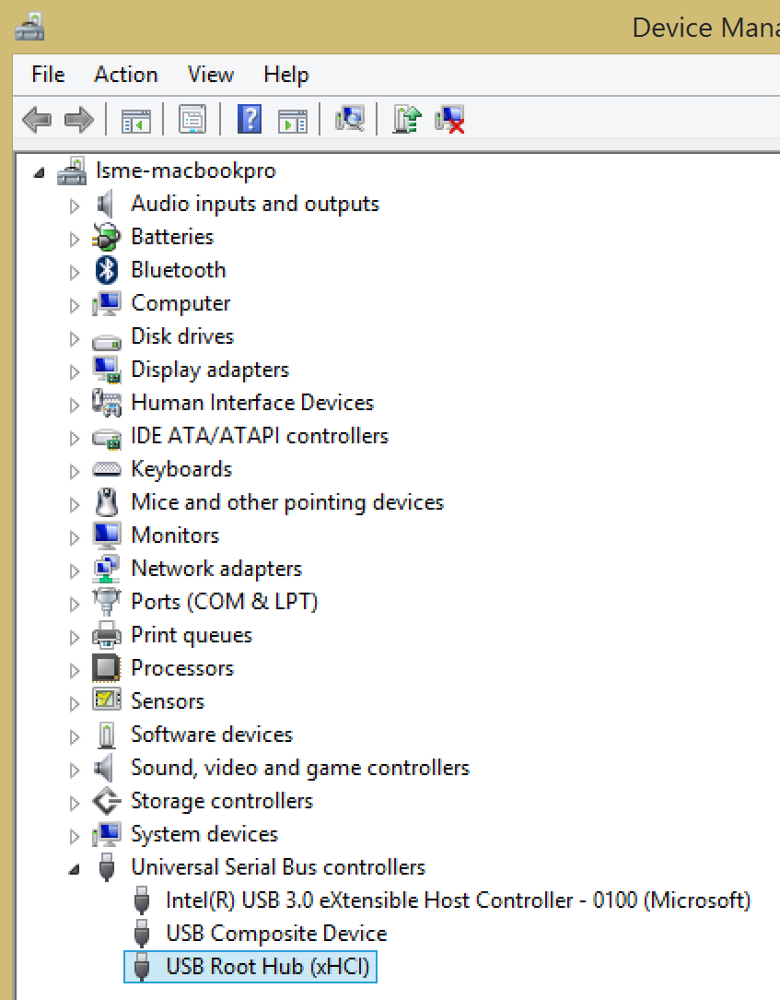 Device Mana
File Action View Help
lsme-macbookpro
Audio inputs and outputs
Batteries
Bluetooth
Computer
Disk drives
Display adapters
Human Interface Devices
IDE ATA/ATAPI controllers
Keyboards
Mice and other pointing devices
Monitors
Network adapters
Ports (COM & LPT)
Print queues
Processors
Sensors
Software devices
Sound, video and game controllers
Storage controllers
System devices
Universal Serial Bus controllers
Intel(R) USB 3.0 eXtensible Host Controller - 0100 (Microsoft)
USB Composite Device
USB Root Hub (xHCI)